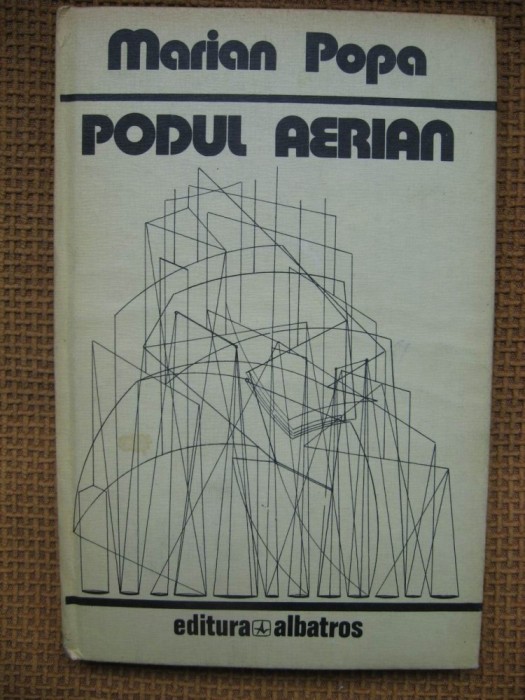 Marian Popa
PODUL AERIAN
editura albatros